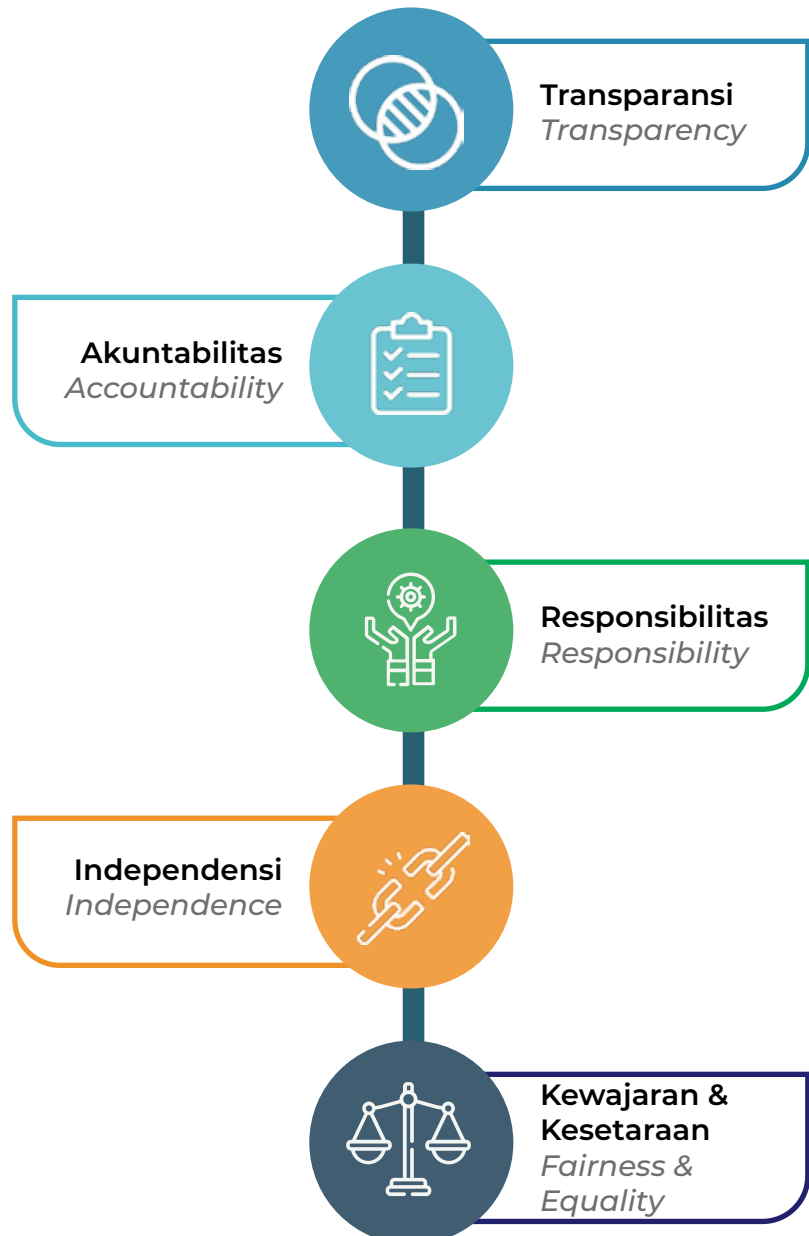 Transparansi
Transparency
Akuntabilitas
Accountability
Responsibilitas
Responsibility
Independensi
Independence
Kewajaran &
Kesetaraan
Fairness &
Equality